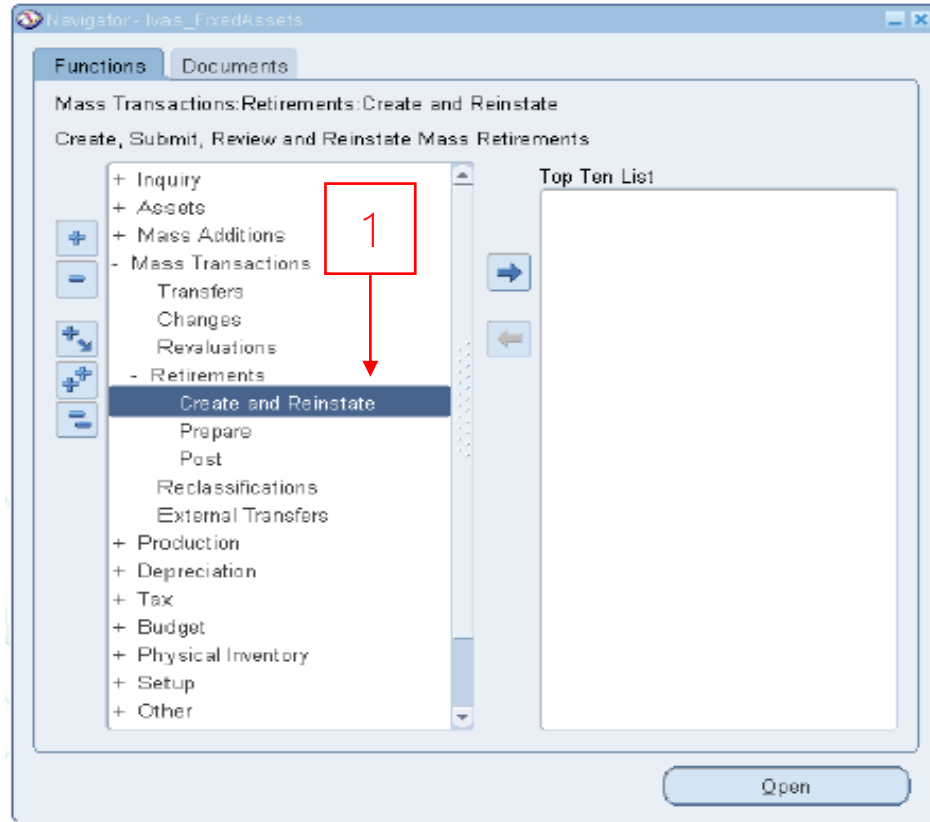 Navigator - Ivas_FixedAssets
Functions Documents
Mass Transactions:Retirements:Create and Reinstate
Create, Submit, Review and Reinstate Mass Retirements
Top Ten List
+ Inquiry
+ Assets
+ Mass Additions
- Mass Transactions
Transfers
Changes
Revaluations
- Retirements
Create and Reinstate
Prepare
Post
Reclassifications
External Transfers
+ Production
+ Depreciation
+ Tax
+ Budget
+ Physical Inventory
+ Setup
+ Other
1
Open